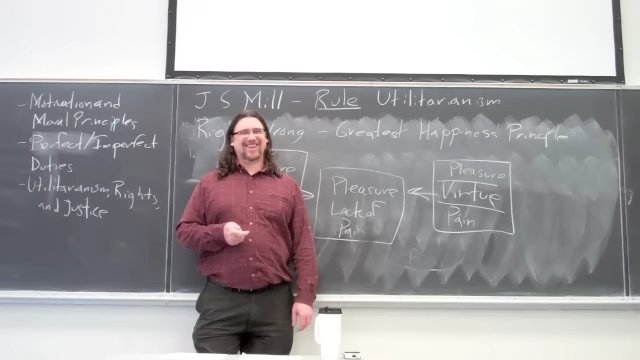 - Motivation and
Moral Principles
- Perfect/Imperfect
Duties
- Utilitarianism, Rights,
and Justice
J S Mill - Rule Utilitarianism
Right - Greatest Happiness Principle
Pleasure
Lack of
Pain
Pleasure
Virtue
Pain